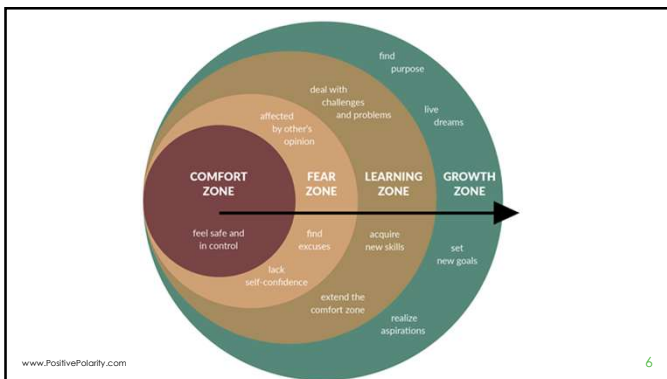 find
purpose
deal with
challenges
and problems
live
dreams
affected
by other's
opinion
COMFORT
ZONE
FEAR
ZONE
LEARNING
ZONE
GROWTH
ZONE
feel safe and
in control
find
excuses
acquire
new skills
set
new goals
lack
self-confidence
extend the
comfort zone
realize
aspirations
www.PositivePolarity.com
6